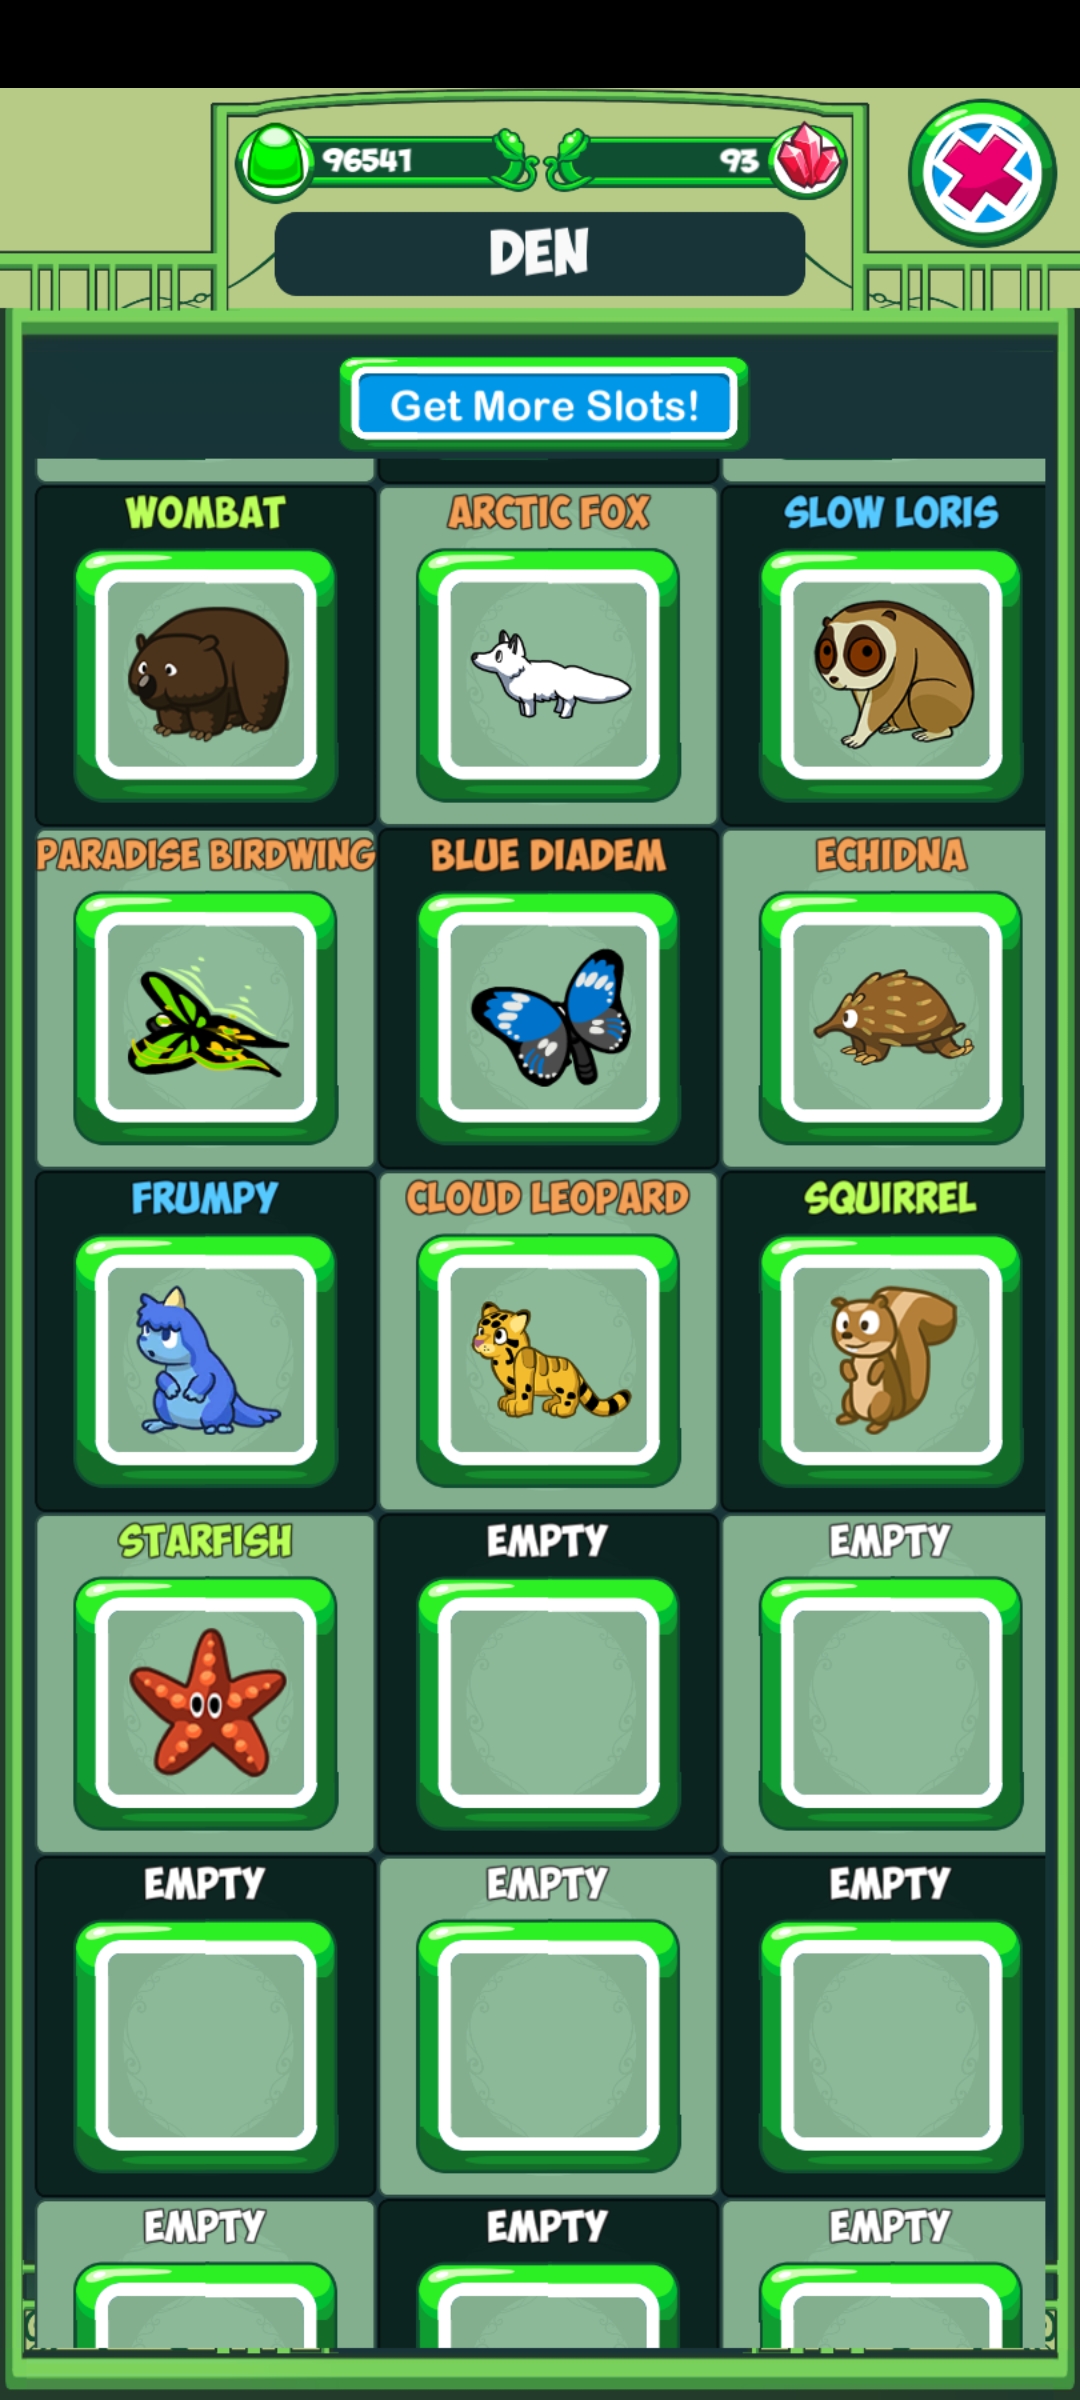 96541 93
DEN
Get More Slots!
WOMBAT ARCTIC FOX SLOW LORIS
PARADISE BIRDWING BLUE DIADEM ECHIDNA
FRUMPY CLOUD LEOPARD SQUIRREL
STARFISH EMPTY EMPTY
EMPTY EMPTY EMPTY
EMPTY EMPTY EMPTY